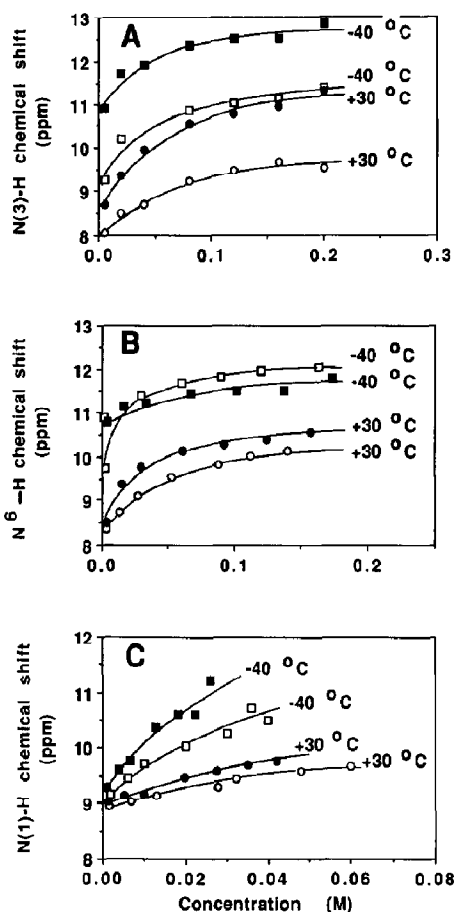 A
N(3)-H chemical shift
(ppm)
13
12
11
10
9
8
-40 °C
-40 °C
+30 °C
+30 °C
0.0 0.1 0.2 0.3
B
N⁶—H chemical shift
(ppm)
13
12
11
10
9
8
-40 °C
-40 °C
+30 °C
+30 °C
0.0 0.1 0.2
C
N(1)-H chemical shift
(ppm)
12
11
10
9
8
-40 °C
-40 °C
+30 °C
+30 °C
0.00 0.02 0.04 0.06 0.08
Concentration (M)